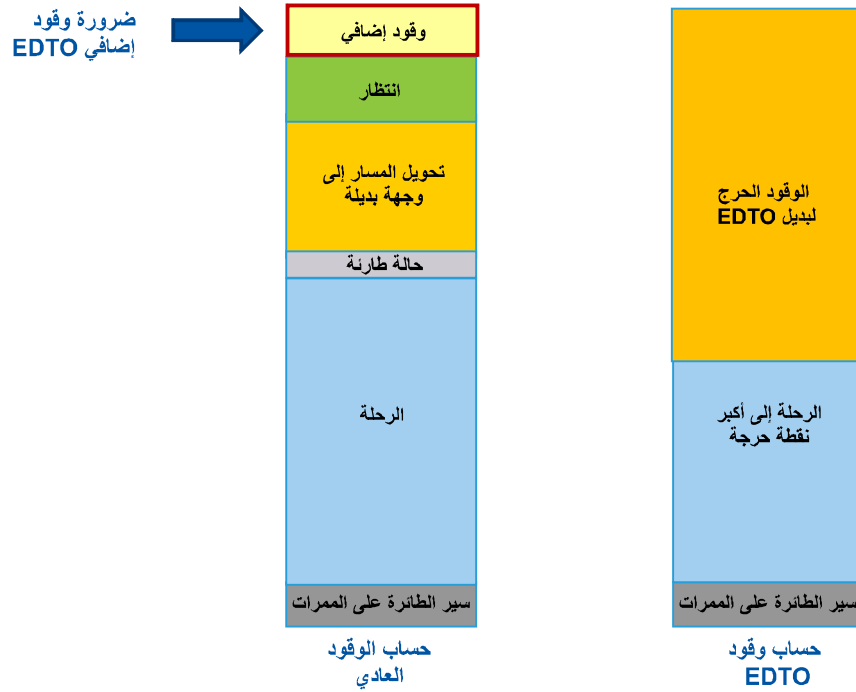 ضرورة وقود
إضافي EDTO
وقود إضافي
انتظار
تحويل المسار إلى
وجهة بديلة
حالة طارئة
الرحلة
سير الطائرة على الممرات
حساب الوقود
العادي
الوقود الحرج
لبديل EDTO
الرحلة إلى أكبر
نقطة حرجة
سير الطائرة على الممرات
حساب وقود
EDTO